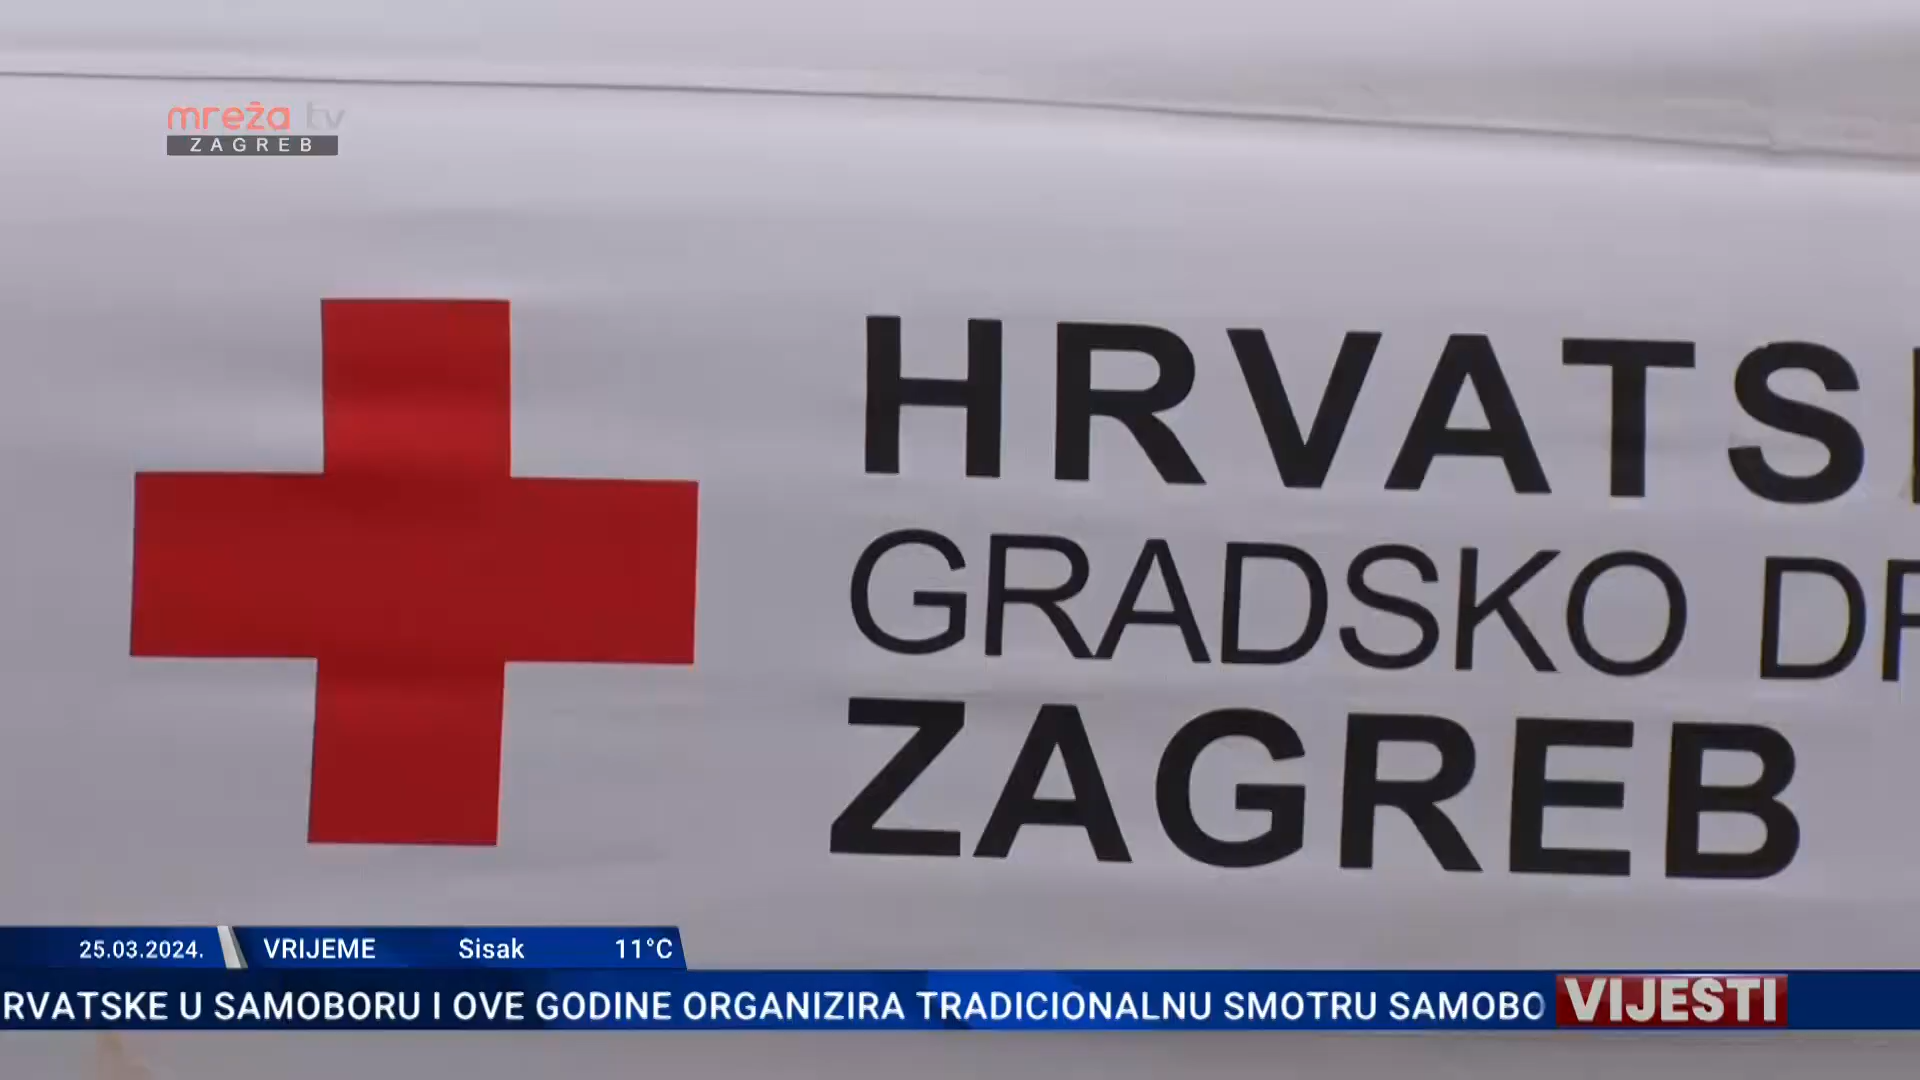 mreža tv
ZAGREB
HRVATS
GRADSKO DR
ZAGREB
25.03.2024. VRIJEME Sisak 11°C
RVATSKE U SAMOBORU I OVE GODINE ORGANIZIRA TRADICIONALNU SMOTRU SAMOBO VIJESTI